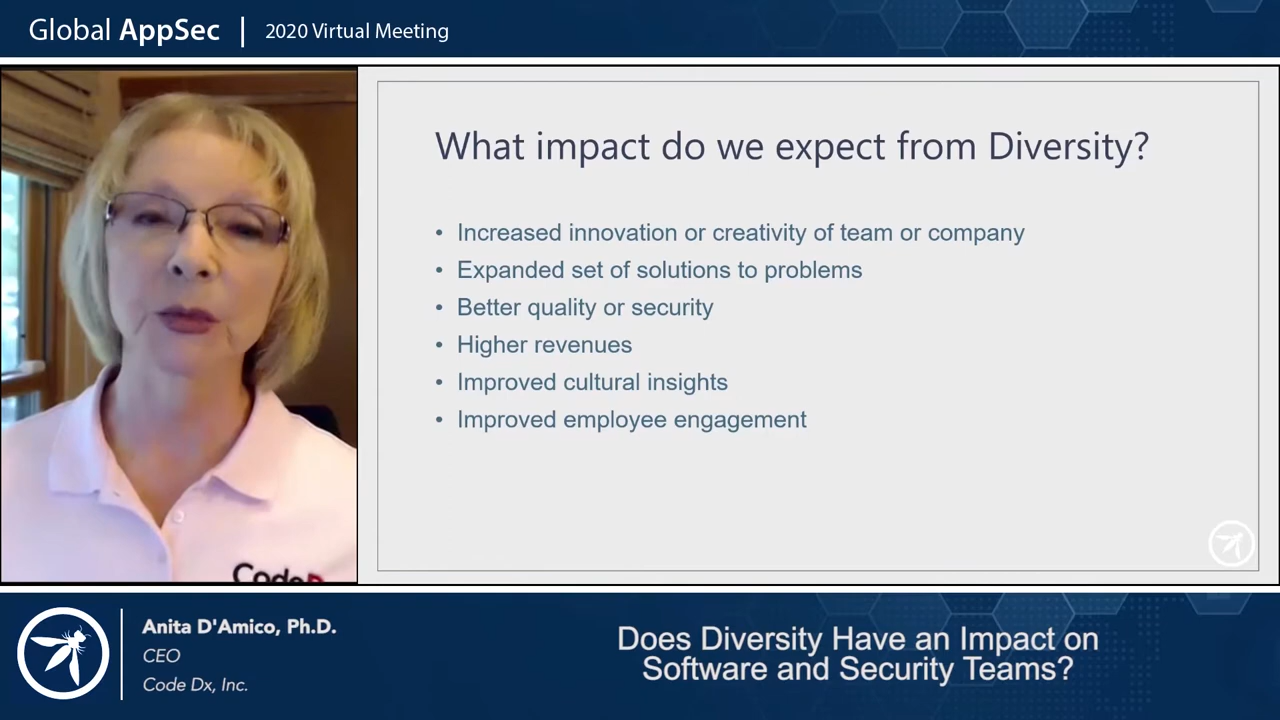 Global AppSec | 2020 Virtual Meeting
What impact do we expect from Diversity?
• Increased innovation or creativity of team or company
• Expanded set of solutions to problems
• Better quality or security
• Higher revenues
• Improved cultural insights
• Improved employee engagement
CodeD
Anita D'Amico, Ph.D.
CEO
Code Dx, Inc.
Does Diversity Have an Impact on
Software and Security Teams?